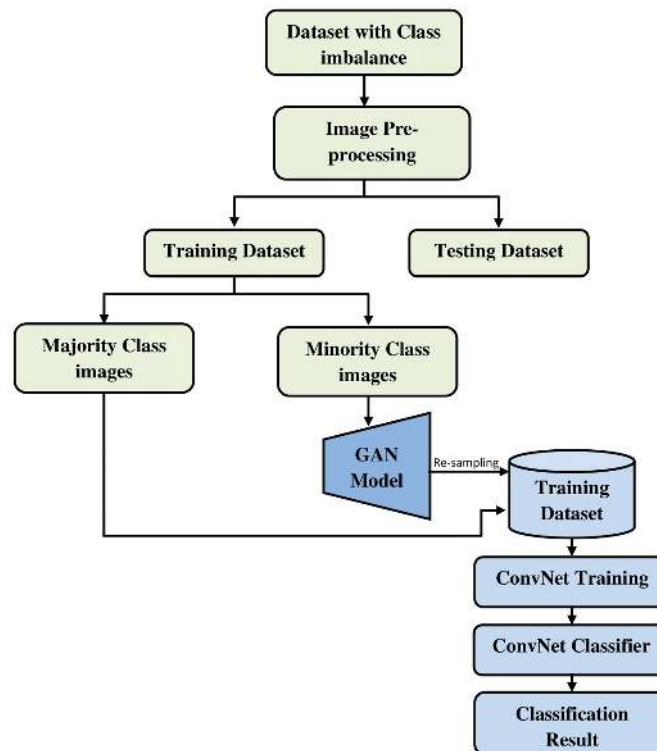 Dataset with Class
imbalance
Image Pre-
processing
Training Dataset
Testing Dataset
Majority Class
images
Minority Class
images
GAN
Model
Re-sampling
Training
Dataset
ConvNet Training
ConvNet Classifier
Classification
Result